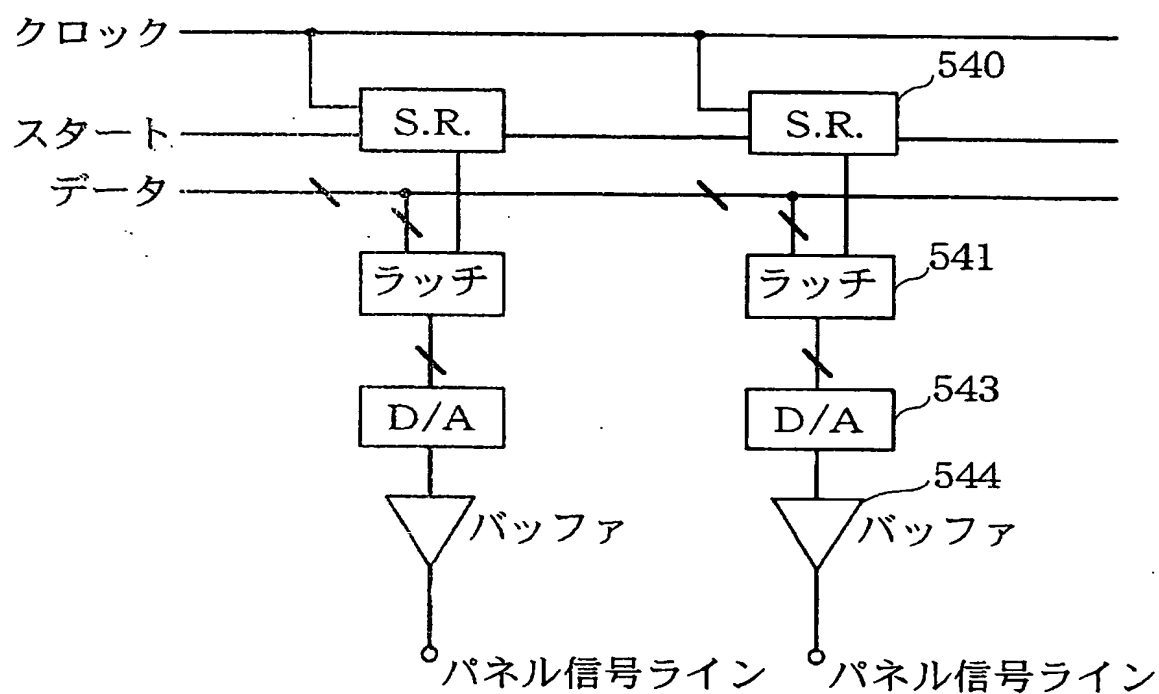 クロック
540
S.R.
S.R.
スタート
データ
541
ラッチ
ラッチ
543
D/A
D/A
544
バッファ
バッファ
パネル信号ライン
パネル信号ライン